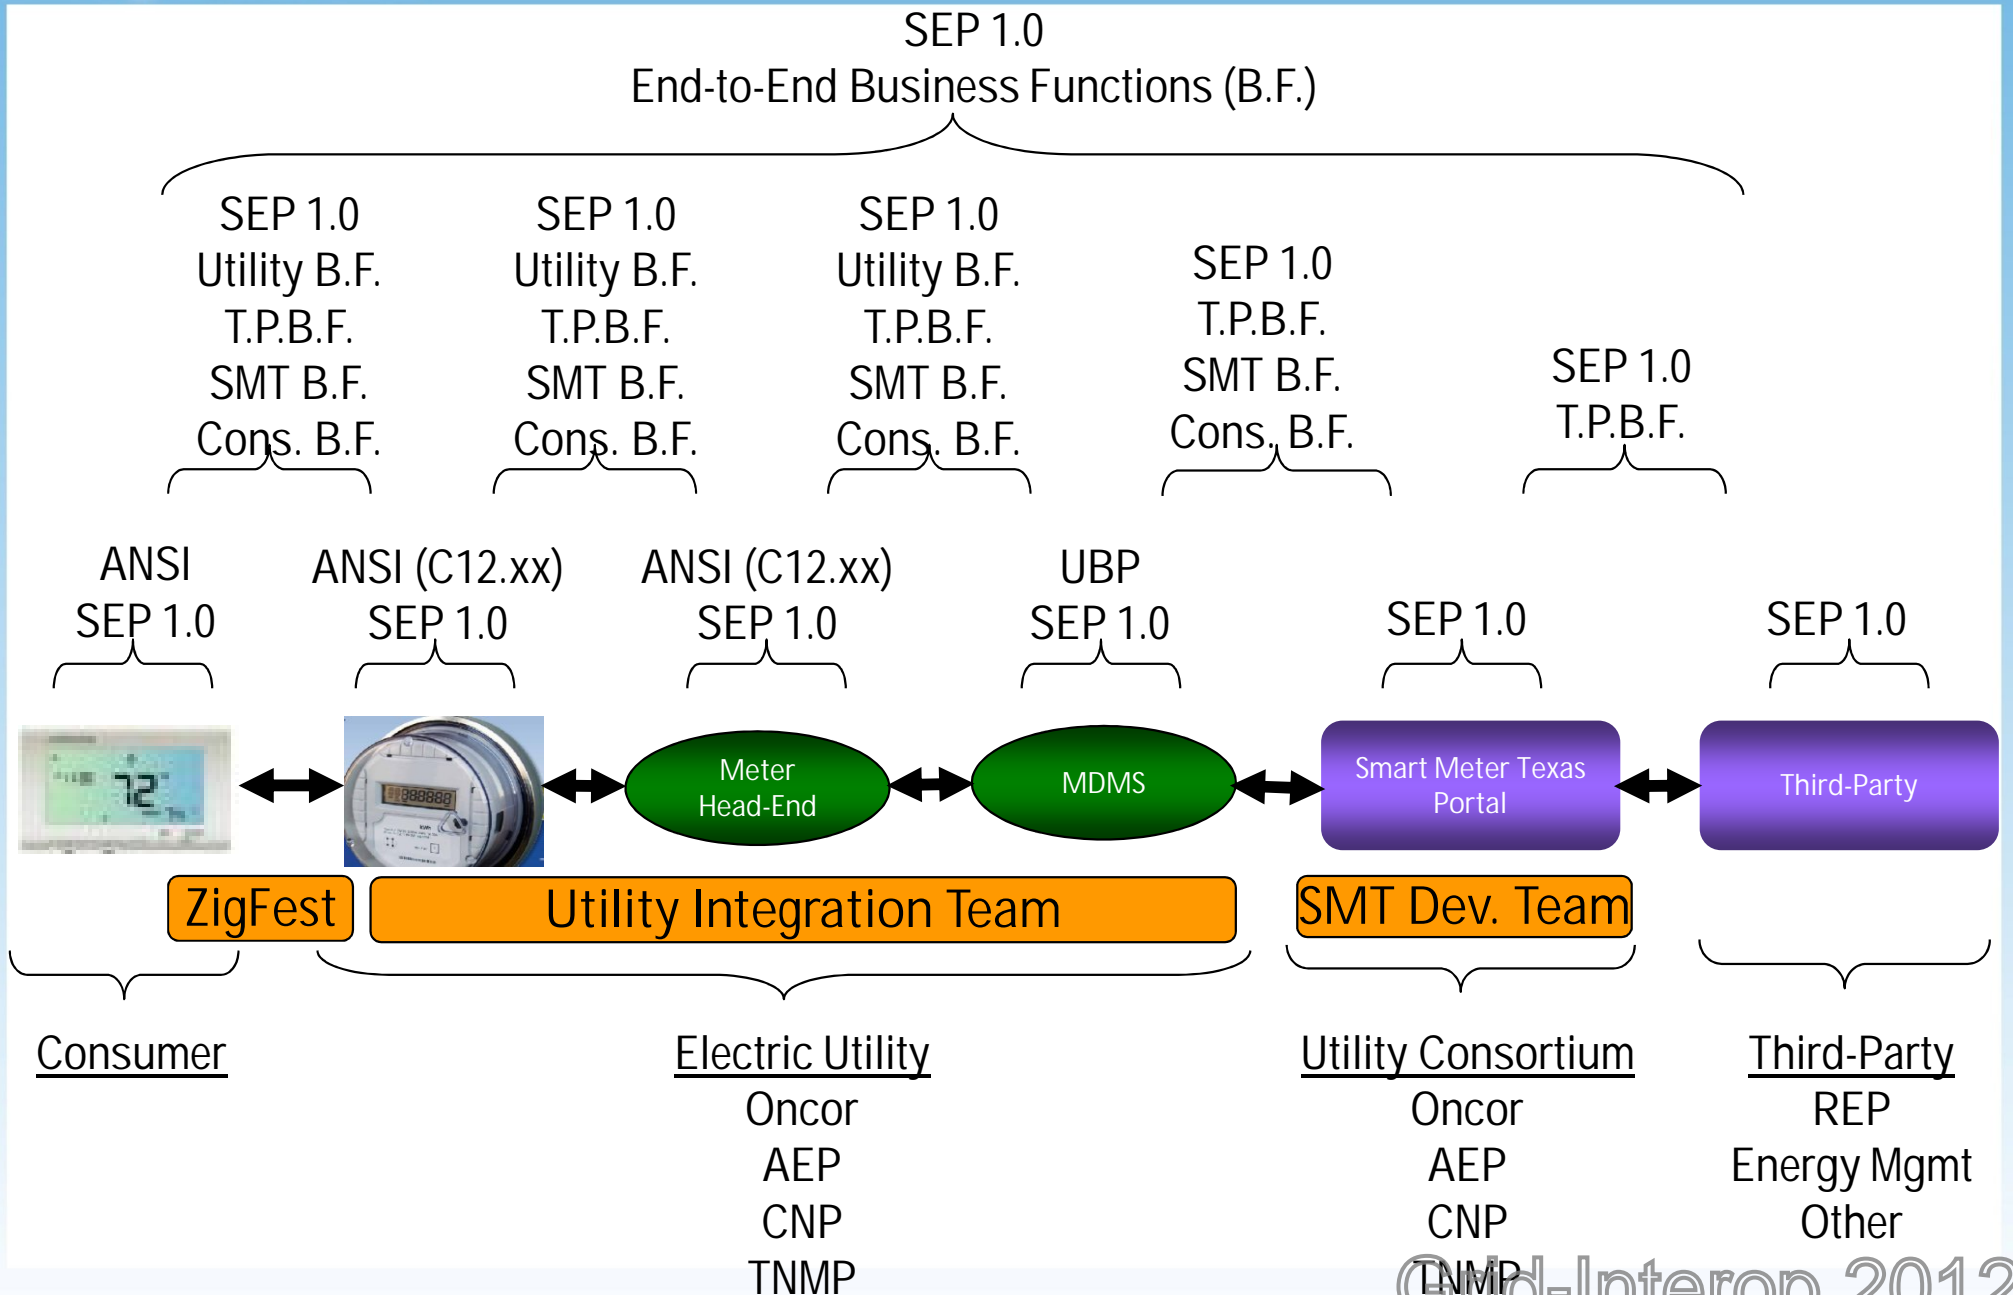 SEP 1.0
End-to-End Business Functions (B.F.)
SEP 1.0
Utility B.F.
T.P.B.F.
SMT B.F.
Cons. B.F.
SEP 1.0
Utility B.F.
T.P.B.F.
SMT B.F.
Cons. B.F.
SEP 1.0
Utility B.F.
T.P.B.F.
SMT B.F.
Cons. B.F.
SEP 1.0
T.P.B.F.
SMT B.F.
Cons. B.F.
SEP 1.0
T.P.B.F.
ANSI
SEP 1.0
ANSI (C12.xx)
SEP 1.0
ANSI (C12.xx)
SEP 1.0
UBP
SEP 1.0
SEP 1.0
SEP 1.0
72
Meter
Head-End
MDMS
Smart Meter Texas
Portal
Third-Party
ZigFest
Utility Integration Team
SMT Dev. Team
Consumer
Electric Utility
Oncor
AEP
CNP
TNMP
Utility Consortium
Oncor
AEP
CNP
TNMP
Third-Party
REP
Energy Mgmt
Other
Grid-Interop 2012